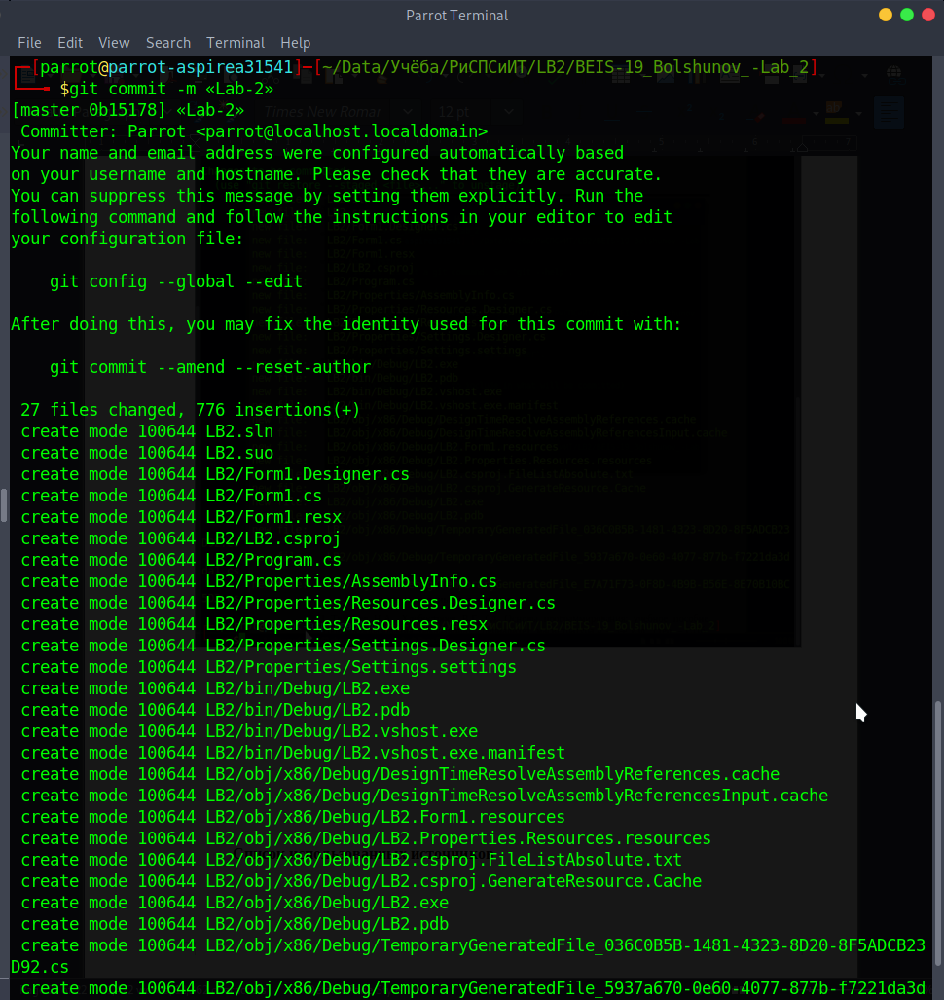 Parrot Terminal
File Edit View Search Terminal Help
[parrot@parrot-aspirea31541]─[~/Data/Учёба/РиСПСиИТ/LB2/BEIS-19_Bolshunov_-Lab_2]
$git commit -m «Lab-2»
[master 0b15178] «Lab-2»
Committer: Parrot <parrot@localhost.localdomain>
Your name and email address were configured automatically based
on your username and hostname. Please check that they are accurate.
You can suppress this message by setting them explicitly. Run the
following command and follow the instructions in your editor to edit
your configuration file:
git config --global --edit
After doing this, you may fix the identity used for this commit with:
git commit --amend --reset-author
27 files changed, 776 insertions(+)
create mode 100644 LB2.sln
create mode 100644 LB2.suo
create mode 100644 LB2/Form1.Designer.cs
create mode 100644 LB2/Form1.cs
create mode 100644 LB2/Form1.resx
create mode 100644 LB2/LB2.csproj
create mode 100644 LB2/Program.cs
create mode 100644 LB2/Properties/AssemblyInfo.cs
create mode 100644 LB2/Properties/Resources.Designer.cs
create mode 100644 LB2/Properties/Resources.resx
create mode 100644 LB2/Properties/Settings.Designer.cs
create mode 100644 LB2/Properties/Settings.settings
create mode 100644 LB2/bin/Debug/LB2.exe
create mode 100644 LB2/bin/Debug/LB2.pdb
create mode 100644 LB2/bin/Debug/LB2.vshost.exe
create mode 100644 LB2/bin/Debug/LB2.vshost.exe.manifest
create mode 100644 LB2/obj/x86/Debug/DesignTimeResolveAssemblyReferences.cache
create mode 100644 LB2/obj/x86/Debug/DesignTimeResolveAssemblyReferencesInput.cache
create mode 100644 LB2/obj/x86/Debug/LB2.Form1.resources
create mode 100644 LB2/obj/x86/Debug/LB2.Properties.Resources.resources
create mode 100644 LB2/obj/x86/Debug/LB2.csproj.FileListAbsolute.txt
create mode 100644 LB2/obj/x86/Debug/LB2.csproj.GenerateResource.Cache
create mode 100644 LB2/obj/x86/Debug/LB2.exe
create mode 100644 LB2/obj/x86/Debug/LB2.pdb
create mode 100644 LB2/obj/x86/Debug/TemporaryGeneratedFile_036C0B5B-1481-4323-8D20-8F5ADCB23
D92.cs
create mode 100644 LB2/obj/x86/Debug/TemporaryGeneratedFile_5937a670-0e60-4077-877b-f7221da3d